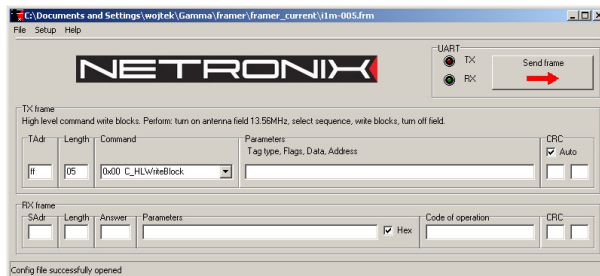 C:\Documents and Settings\wojtek\Gamma\framer\framer_current\i1m-005.frm
File Setup Help
NETRONIX
UART
TX
RX
Send frame
TX frame
High level command write blocks. Perform: turn on antenna field 13.56MHz, select sequence, write blocks, turn off field.
TAdr Length Command Parameters CRC
Tag type, Flags, Data, Address Auto
ff 05 0x00 C_HLWriteBlock
RX frame
SAdr Length Answer Parameters Code of operation CRC
Hex
Config file successfully opened